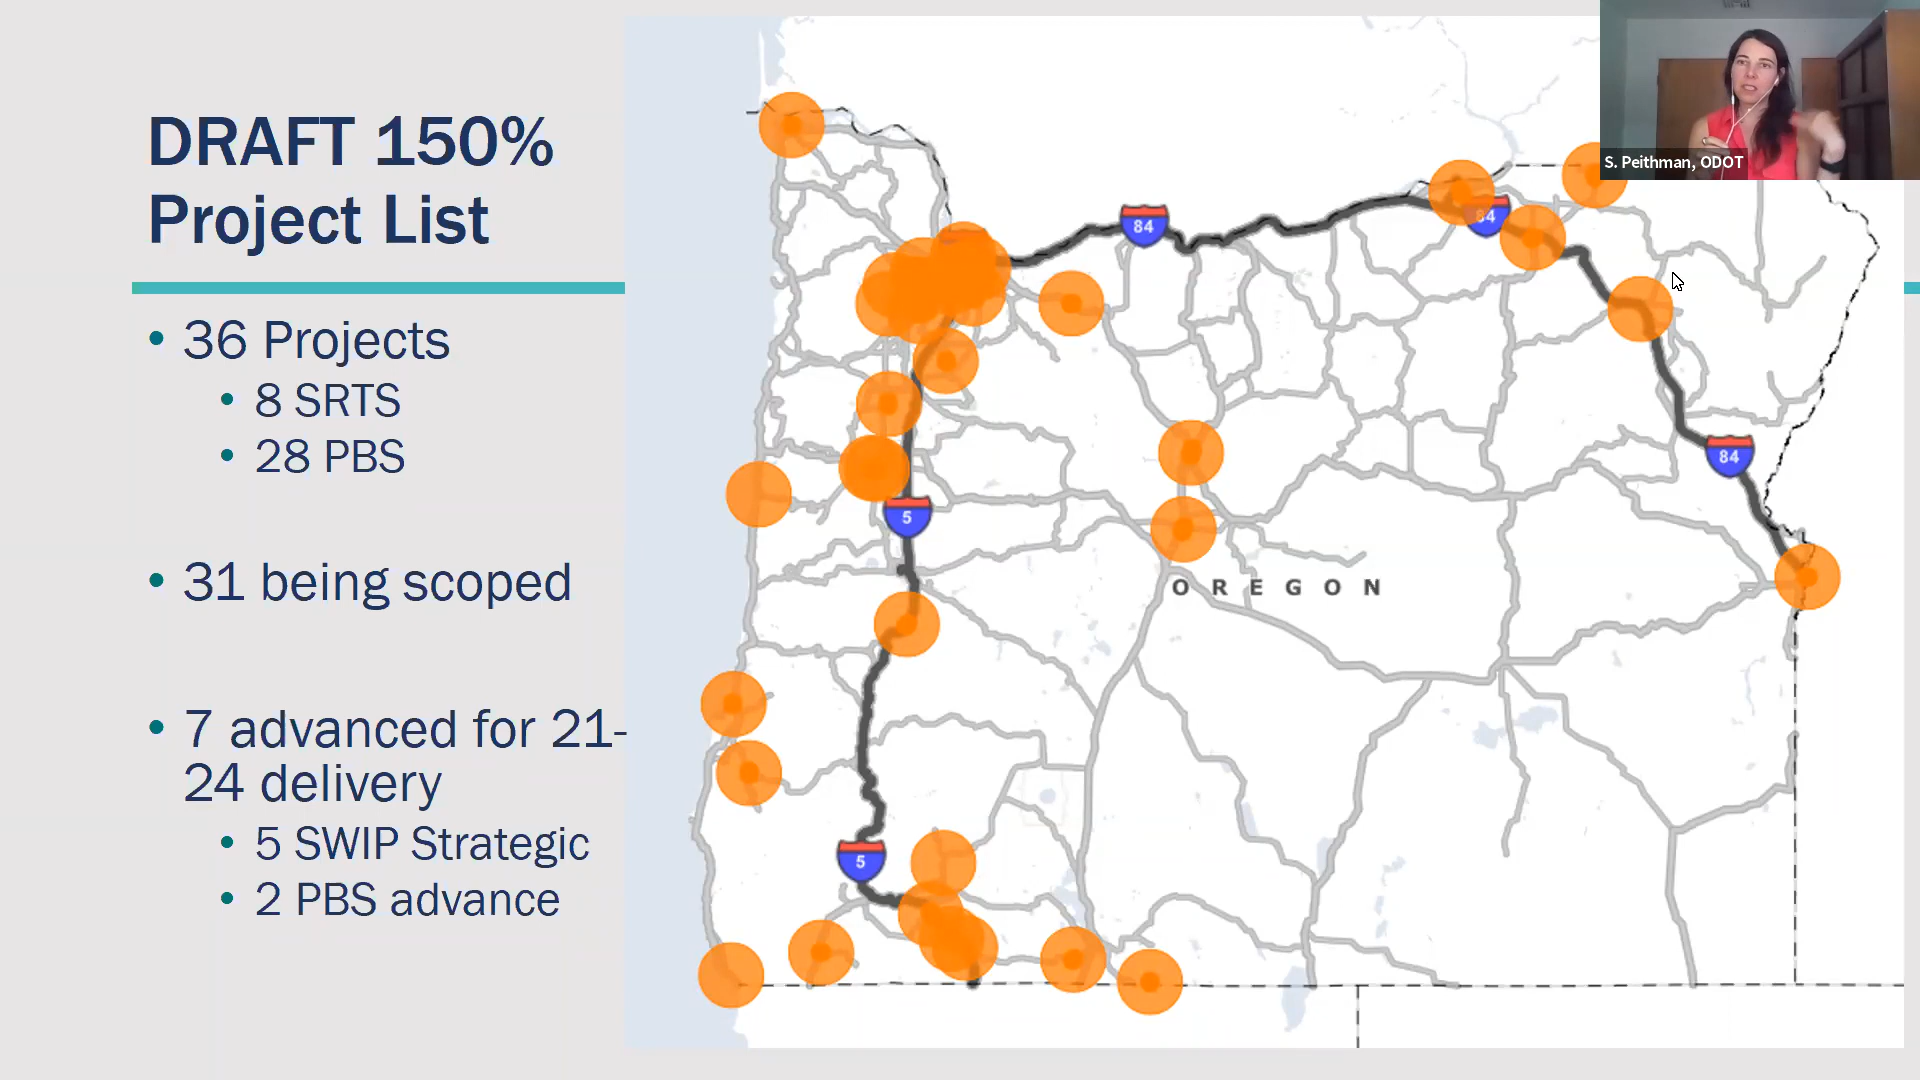 DRAFT 150%
Project List
• 36 Projects
• 8 SRTS
• 28 PBS
• 31 being scoped
• 7 advanced for 21-
24 delivery
• 5 SWIP Strategic
• 2 PBS advance
84
84
84
5
OREGON
5
S. Peithman, ODOT